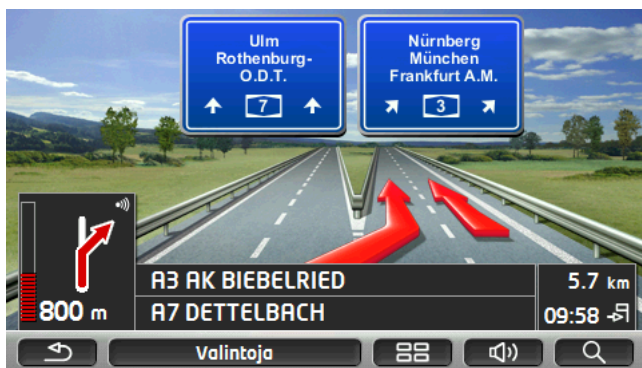 Ulm
Rothenburg-
O.D.T.
7
Nürnberg
München
Frankfurt A.M.
3
A3 AK BIEBELRIED
5.7 km
800 m
A7 DETTELBACH
09:58
Valintoja